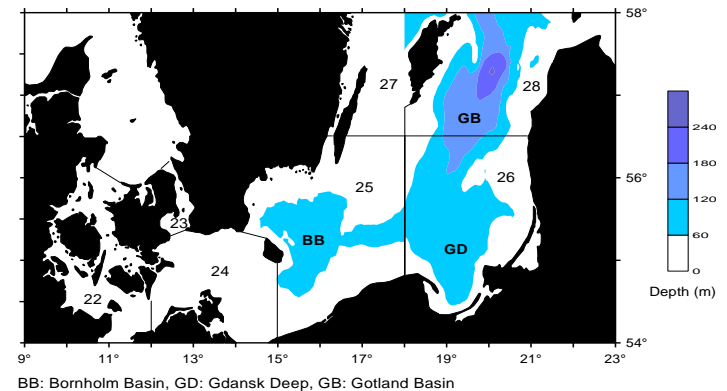 58°
27
28
GB
240
180
26
56°
25
120
23
60
BB
GD
24
0
Depth (m)
22
54°
9° 11° 13° 15° 17° 19° 21° 23°
BB: Bornholm Basin, GD: Gdansk Deep, GB: Gotland Basin